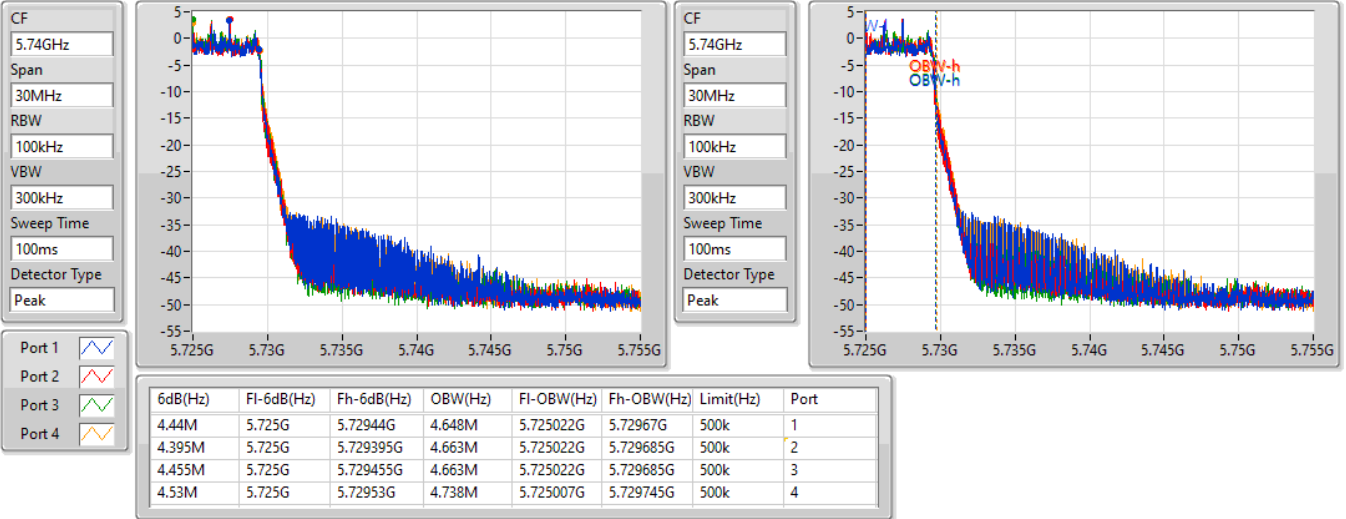 CF
5.74GHz
Span
30MHz
RBW
100kHz
VBW
300kHz
Sweep Time
100ms
Detector Type
Peak
5
0
-5
-10
-15
-20
-25
-30
-35
-40
-45
-50
-55
5.725G 5.73G 5.735G 5.74G 5.745G 5.75G 5.755G
CF
5.74GHz
Span
30MHz
RBW
100kHz
VBW
300kHz
Sweep Time
100ms
Detector Type
Peak
5
0
-5
-10
-15
-20
-25
-30
-35
-40
-45
-50
-55
OBW-h
OBW-h
5.725G 5.73G 5.735G 5.74G 5.745G 5.75G 5.755G
Port 1
Port 2
Port 3
Port 4
6dB(Hz) Fl-6dB(Hz) Fh-6dB(Hz) OBW(Hz) Fl-OBW(Hz) Fh-OBW(Hz) Limit(Hz) Port
4.44M 5.725G 5.72944G 4.648M 5.725022G 5.72967G 500k 1
4.395M 5.725G 5.729395G 4.663M 5.725022G 5.729685G 500k 2
4.455M 5.725G 5.729455G 4.663M 5.725022G 5.729685G 500k 3
4.53M 5.725G 5.72953G 4.738M 5.725007G 5.729745G 500k 4